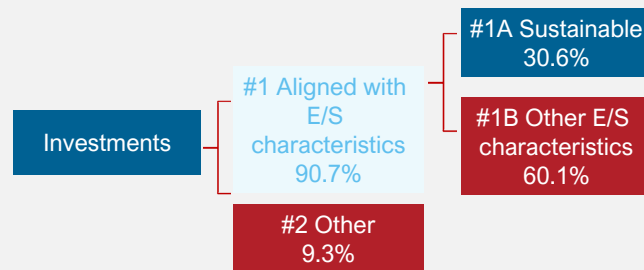 Investments
#1 Aligned with
E/S
characteristics
90.7%
#2 Other
9.3%
#1A Sustainable
30.6%
#1B Other E/S
characteristics
60.1%